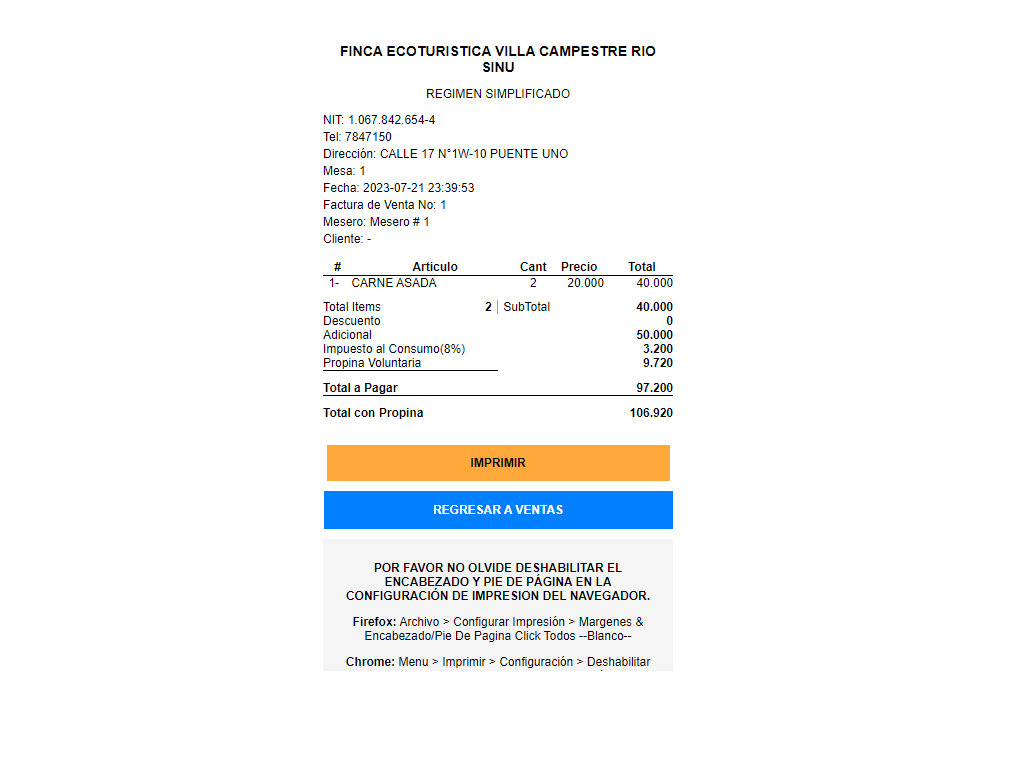 FINCA ECOTURISTICA VILLA CAMPESTRE RIO
SINU
REGIMEN SIMPLIFICADO
NIT: 1.067.842.654-4
Tel: 7847150
Dirección: CALLE 17 N°1W-10 PUENTE UNO
Mesa: 1
Fecha: 2023-07-21 23:39:53
Factura de Venta No: 1
Mesero: Mesero # 1
Cliente: -
# Articulo Cant Precio Total
1- CARNE ASADA 2 20.000 40.000
Total Items 2 SubTotal 40.000
Descuento 0
Adicional 50.000
Impuesto al Consumo(8%) 3.200
Propina Voluntaria 9.720
Total a Pagar 97.200
Total con Propina 106.920
IMPRIMIR
REGRESAR A VENTAS
POR FAVOR NO OLVIDE DESHABILITAR EL
ENCABEZADO Y PIE DE PÁGINA EN LA
CONFIGURACIÓN DE IMPRESION DEL NAVEGADOR.
Firefox: Archivo > Configurar Impresión > Margenes &
Encabezado/Pie De Pagina Click Todos --Blanco--
Chrome: Menu > Imprimir > Configuración > Deshabilitar